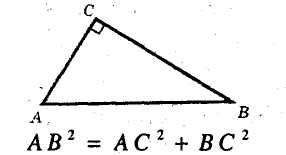 C
A B
AB² = AC² + BC²